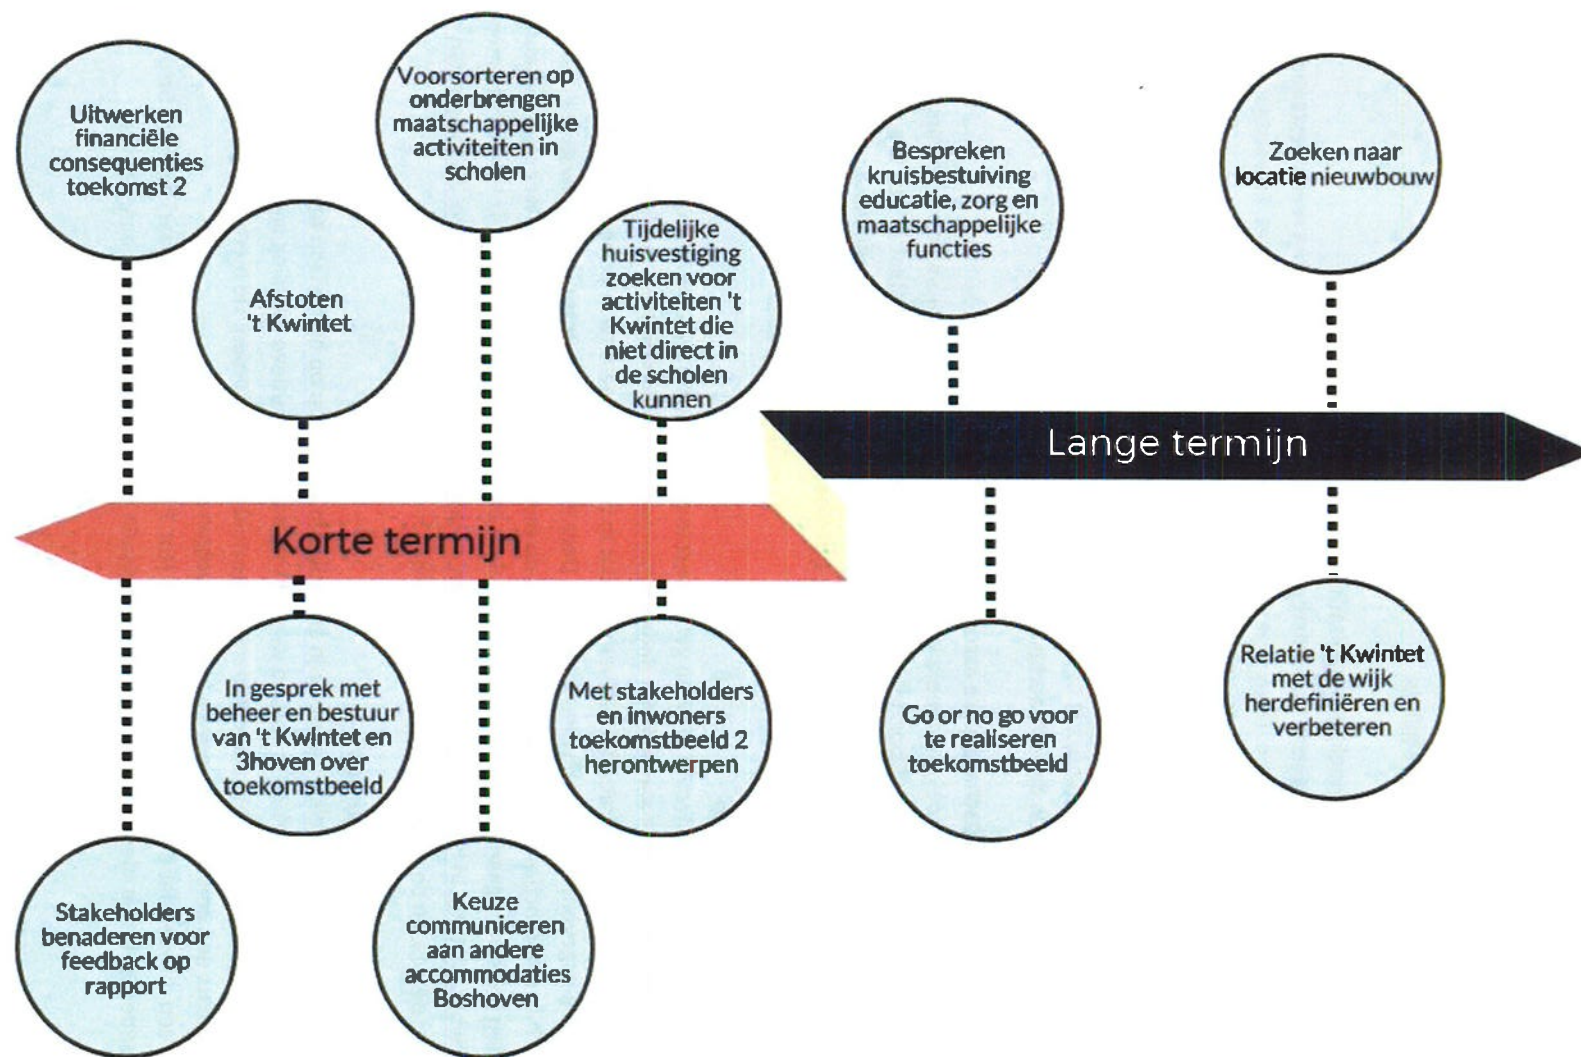 Uitwerken
financiële
consequenties
toekomst 2
Afstoten
't Kwintet
Voorsorteren op
onderbrengen
maatschappelijke
activiteiten in
scholen
Tijdelijke
huisvestiging
zoeken voor
activiteiten 't
Kwintet die
niet direct in
de scholen
kunnen
Bespreken
kruisbestuiving
educatie, zorg en
maatschappelijke
functies
Zoeken naar
locatie nieuwbouw
Lange termijn
Korte termijn
Stakeholders
benaderen voor
feedback op
rapport
In gesprek met
beheer en bestuur
van 't Kwintet en
3hoven over
toekomstbeeld
Keuze
communiceren
aan andere
accommodaties
Boshoven
Met stakeholders
en inwoners
toekomstbeeld 2
herontwerpen
Go or no go voor
te realiseren
toekomstbeeld
Relatie 't Kwintet
met de wijk
herdefiniëren en
verbeteren